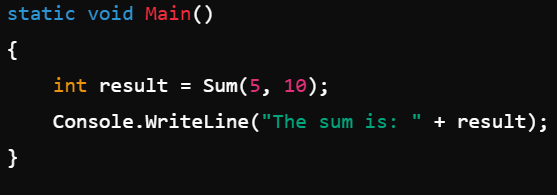 static void Main()
{
    int result = Sum(5, 10);
    Console.WriteLine("The sum is: " + result);
}